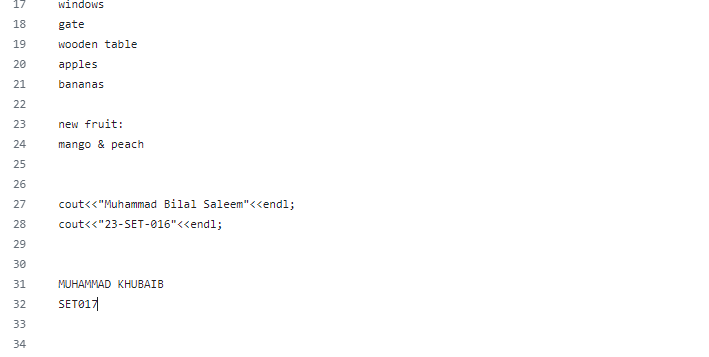 17 windows
18 gate
19 wooden table
20 apples
21 bananas
22
23 new fruit:
24 mango & peach
25
26
27 cout<<"Muhammad Bilal Saleem"<<endl;
28 cout<<"23-SET-016"<<endl;
29
30
31 MUHAMMAD KHUBAIB
32 SET017
33
34